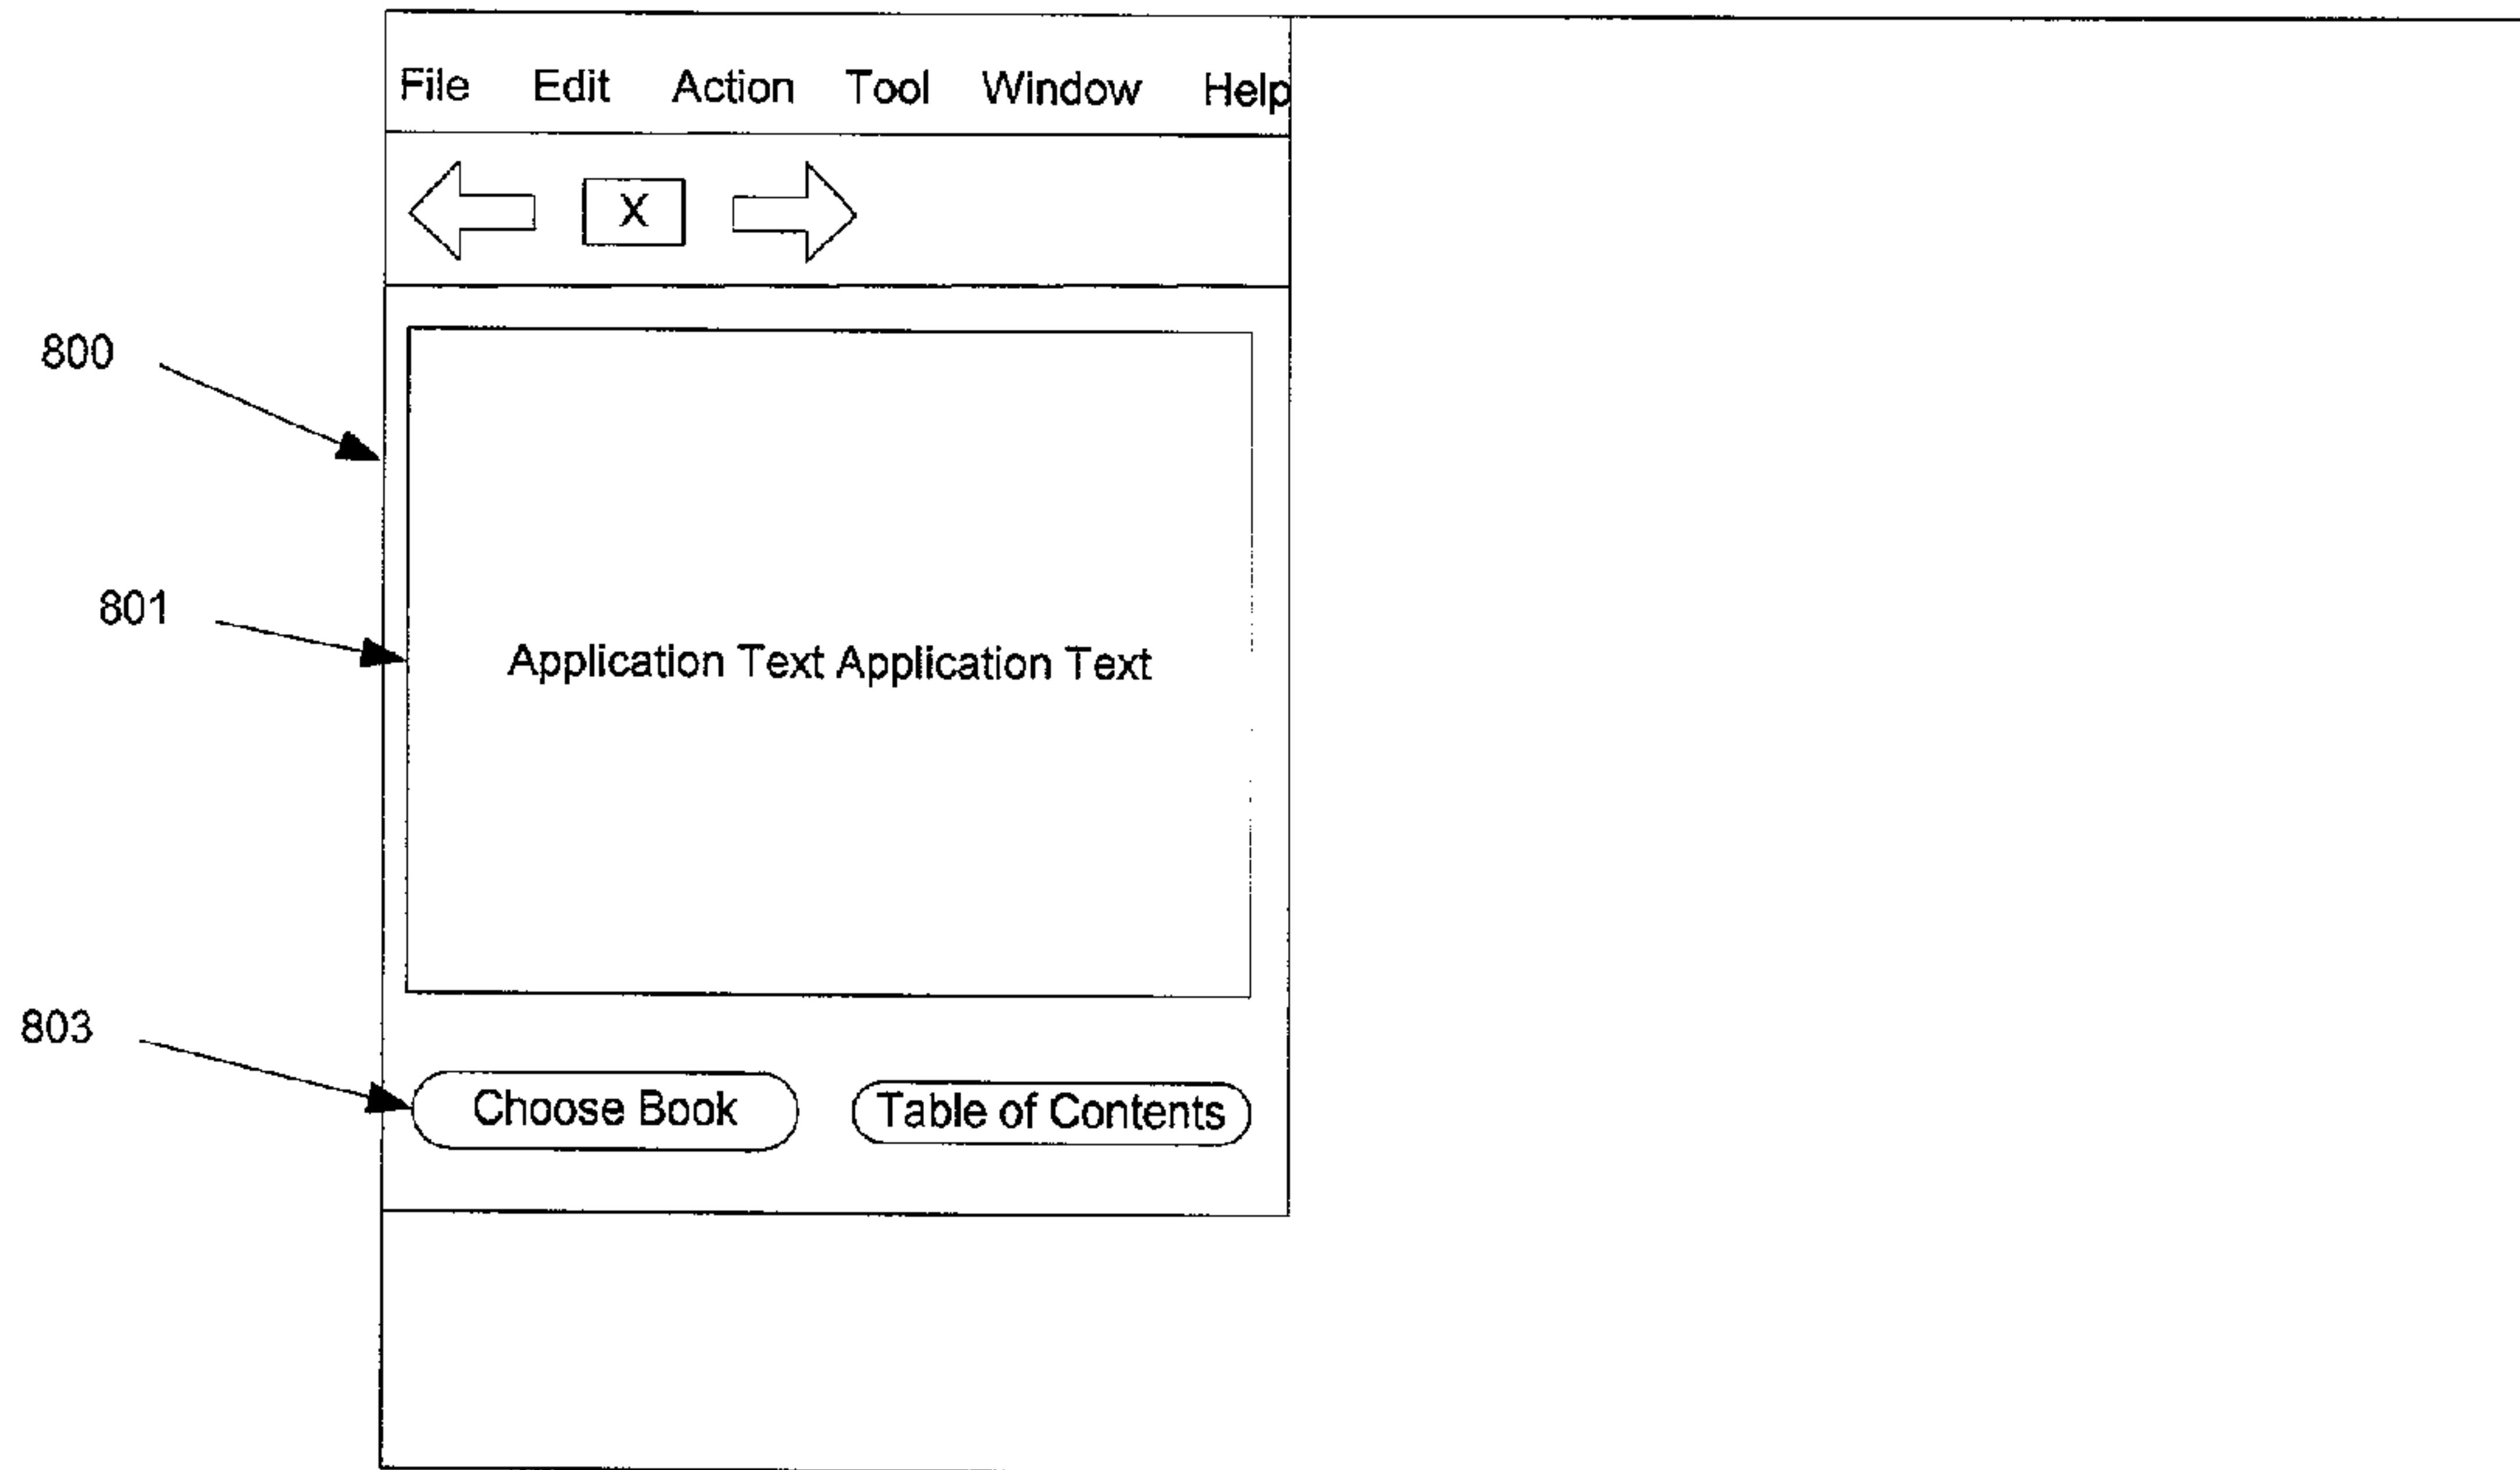 File Edit Action Tool Window Help
X
800
801
Application Text Application Text
803
Choose Book Table of Contents